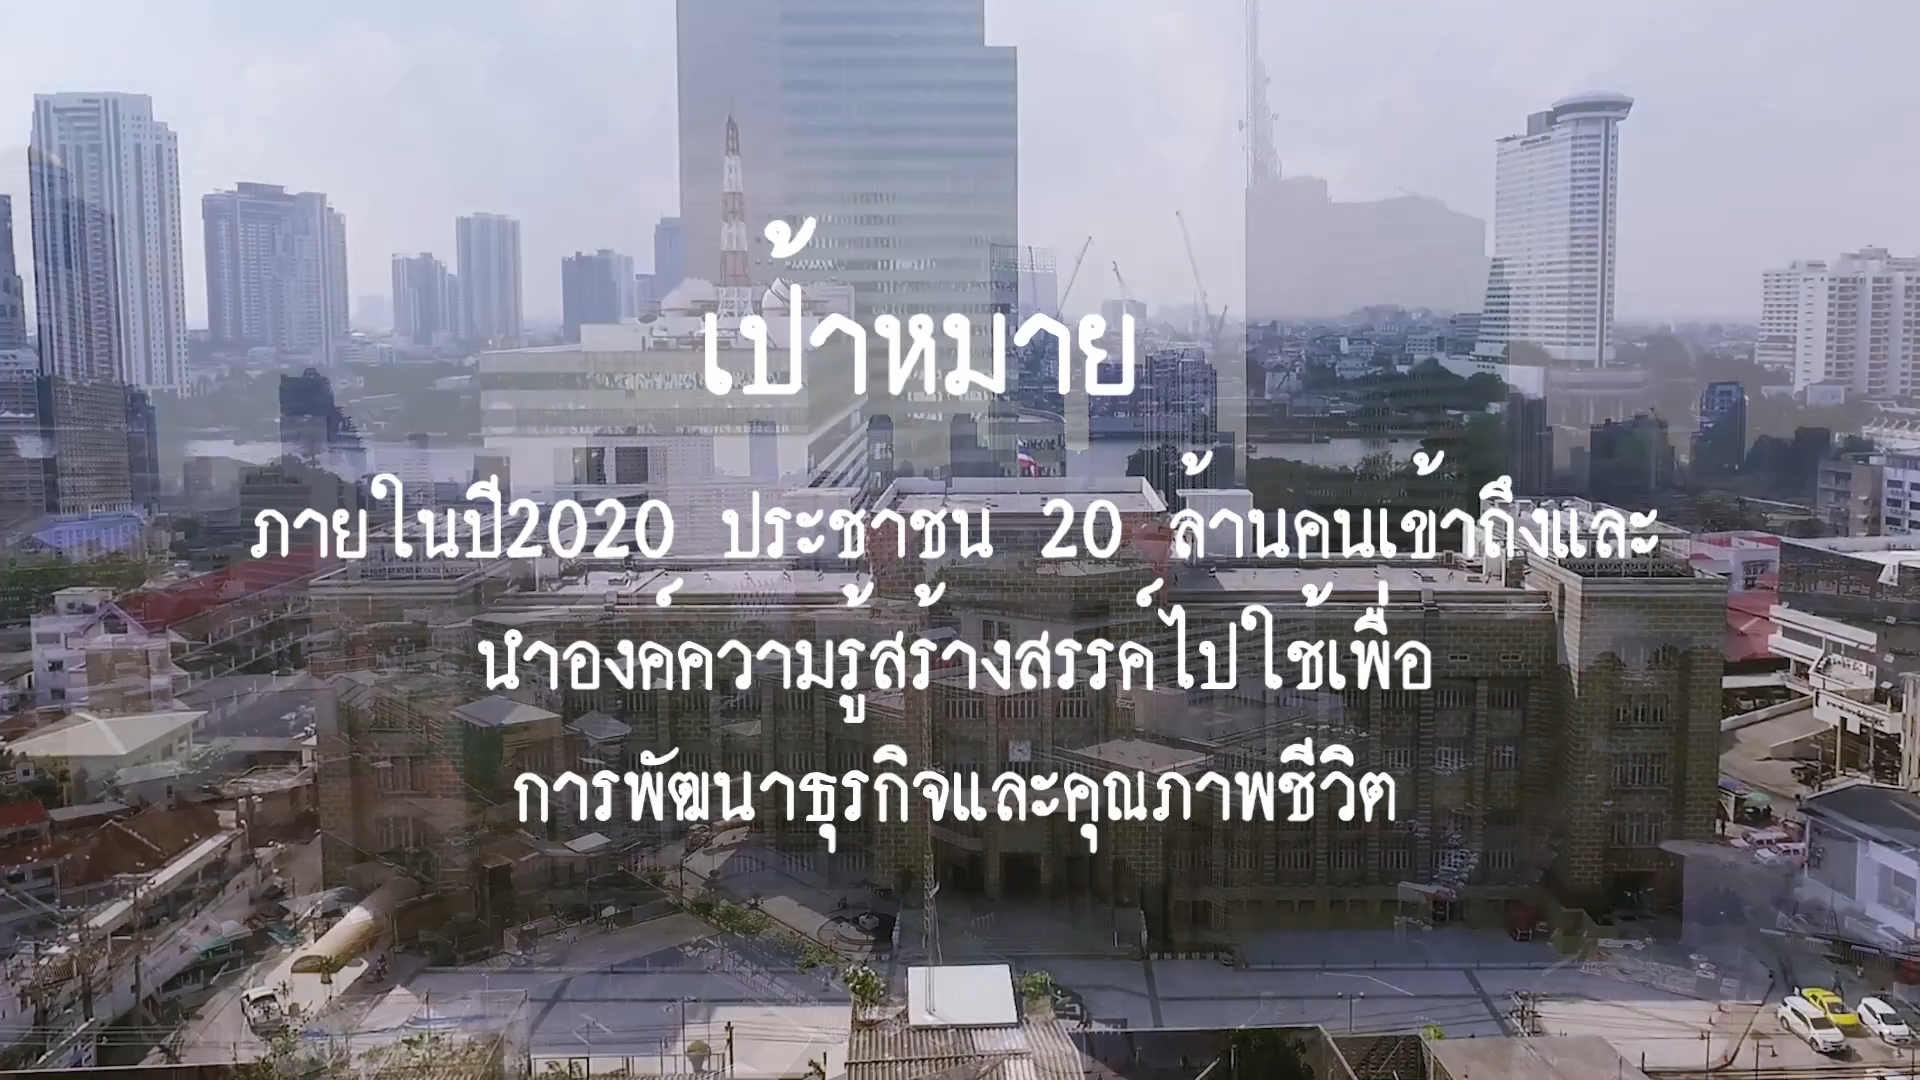 เป้าหมาย
ภายในปี2020 ประชาชน 20 ล้านคนเข้าถึงและ
นำองค์ความรู้สร้างสรรค์ไปใช้เพื่อ
การพัฒนาธุรกิจและคุณภาพชีวิต